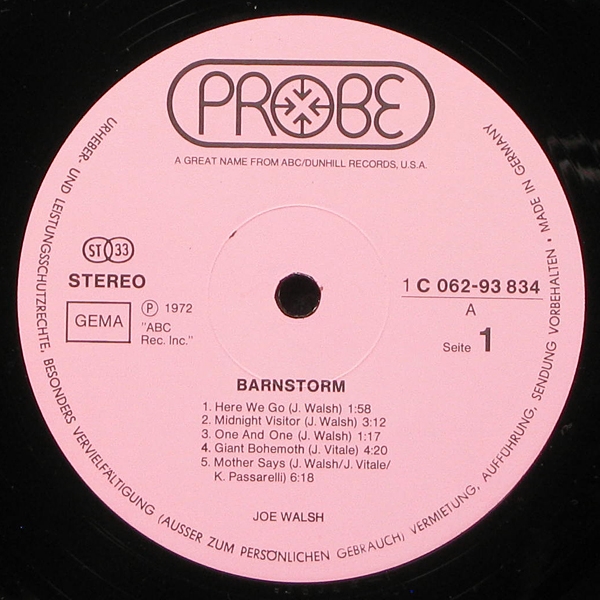 PROBE
A GREAT NAME FROM ABC/DUNHILL RECORDS, U.S.A.
URHEBER- UND LEISTUNGSSCHUTZRECHTE, BESONDERS VERVIELFÄLTIGUNG (AUSSER ZUM PERSÖNLICHEN GEBRAUCH) VERMIETUNG, AUFFÜHRUNG, SENDUNG VORBEHALTEN • MADE IN GERMANY
ST 33
STEREO
GEMA
Ⓟ 1972
"ABC
Rec. Inc."
1 C 062-93 834
A
Seite 1
BARNSTORM
1. Here We Go (J. Walsh) 1:58
2. Midnight Visitor (J. Walsh) 3:12
3. One And One (J. Walsh) 1:17
4. Giant Bohemoth (J. Vitale) 4:20
5. Mother Says (J. Walsh/J. Vitale/
K. Passarelli) 6:18
JOE WALSH